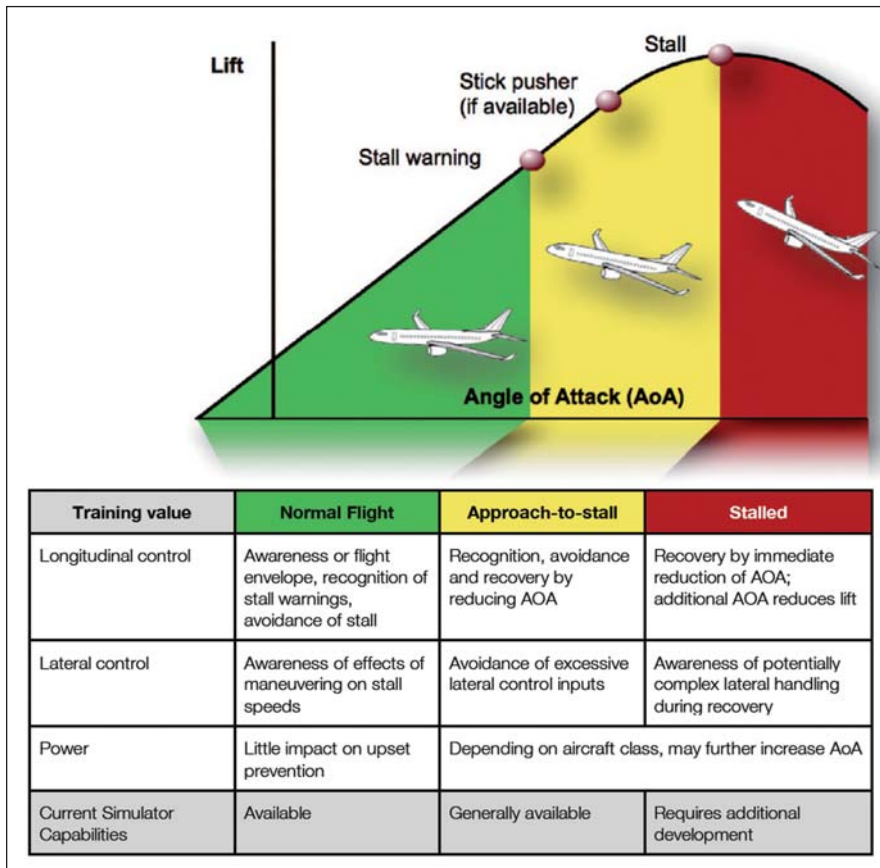 Lift
Stall
Stick pusher
(if available)
Stall warning
Angle of Attack (AoA)
Training value
Normal Flight
Approach-to-stall
Stalled
Longitudinal control
Awareness or flight
envelope, recognition of
stall warnings,
avoidance of stall
Recognition, avoidance
and recovery by
reducing AOA
Recovery by immediate
reduction of AOA;
additional AOA reduces lift
Lateral control
Awareness of effects of
maneuvering on stall
speeds
Avoidance of excessive
lateral control inputs
Awareness of potentially
complex lateral handling
during recovery
Power
Little impact on upset
prevention
Depending on aircraft class, may further increase AoA
Current Simulator
Capabilities
Available
Generally available
Requires additional
development